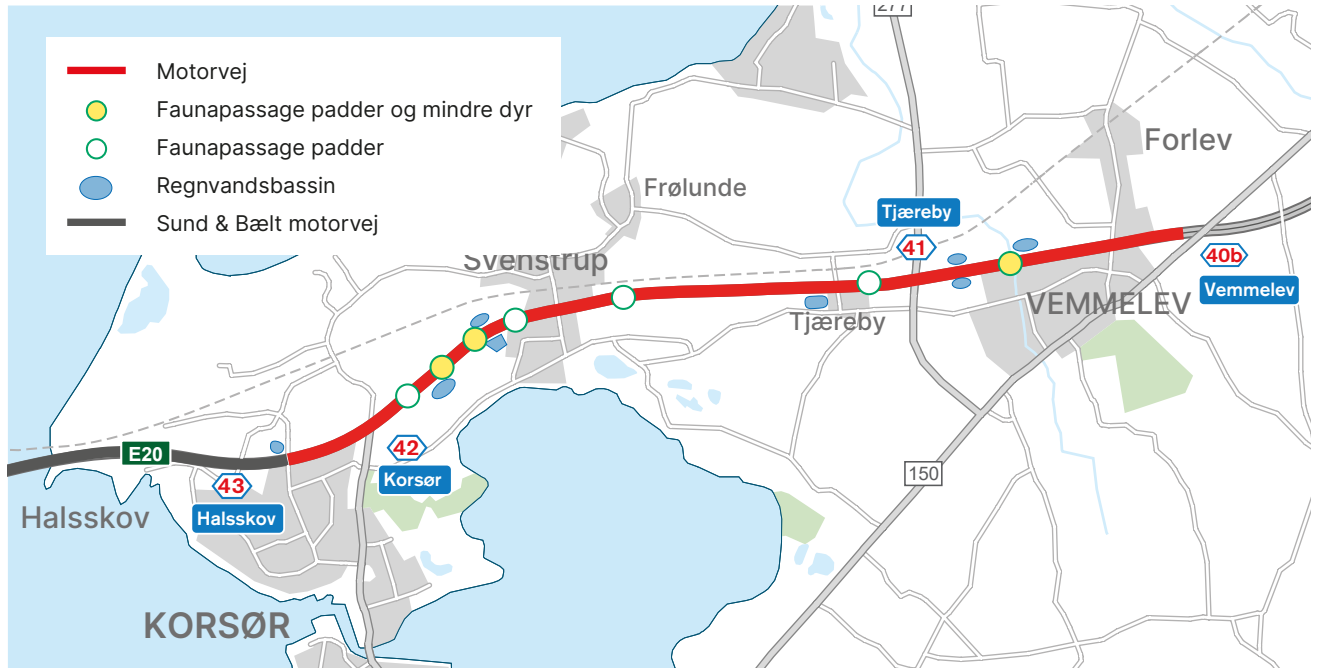 277
Motorvej
Faunapassage padder og mindre dyr
Faunapassage padder
Regnvandsbassin
Sund & Bælt motorvej
Forlev
Frølunde
Tjæreby
41
Svenstrup
40b
Vemmelev
VEMMELEV
Tjæreby
42
Korsør
E20
43
Halsskov
Halsskov
150
KORSØR